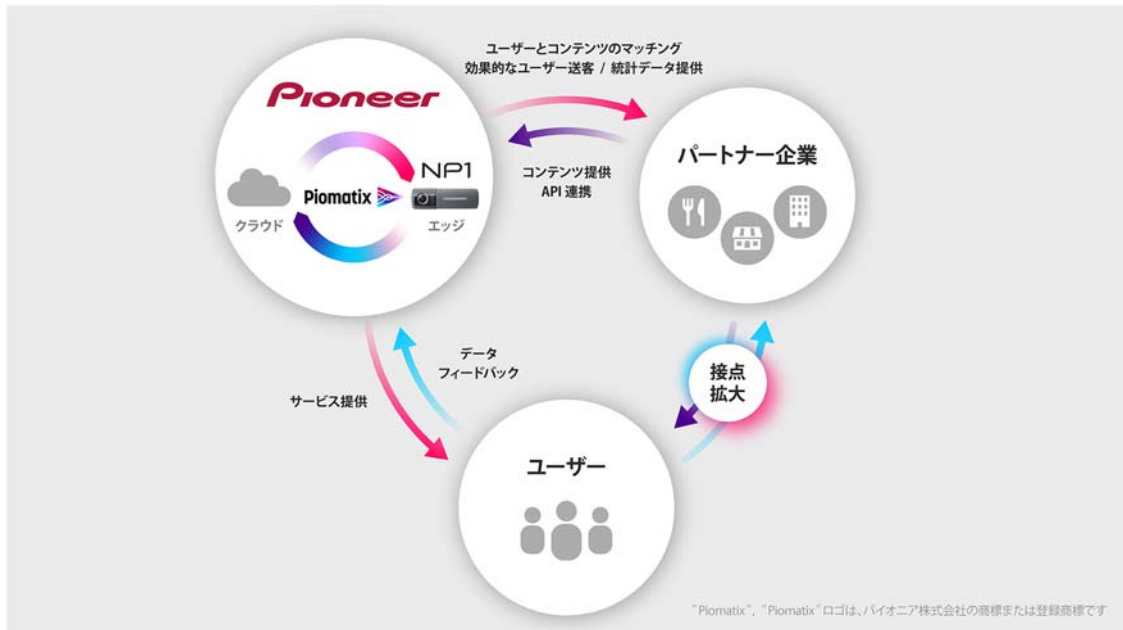 ユーザーとコンテンツのマッチング
効果的なユーザー送客 / 統計データ提供
Pioneer
パートナー企業
NP1
コンテンツ提供
API 連携
Piomatix
クラウド
エッジ
データ
フィードバック
サービス提供
接点
拡大
ユーザー
"Piomatix", "Piomatix"ロゴは、パイオニア株式会社の商標または登録商標です